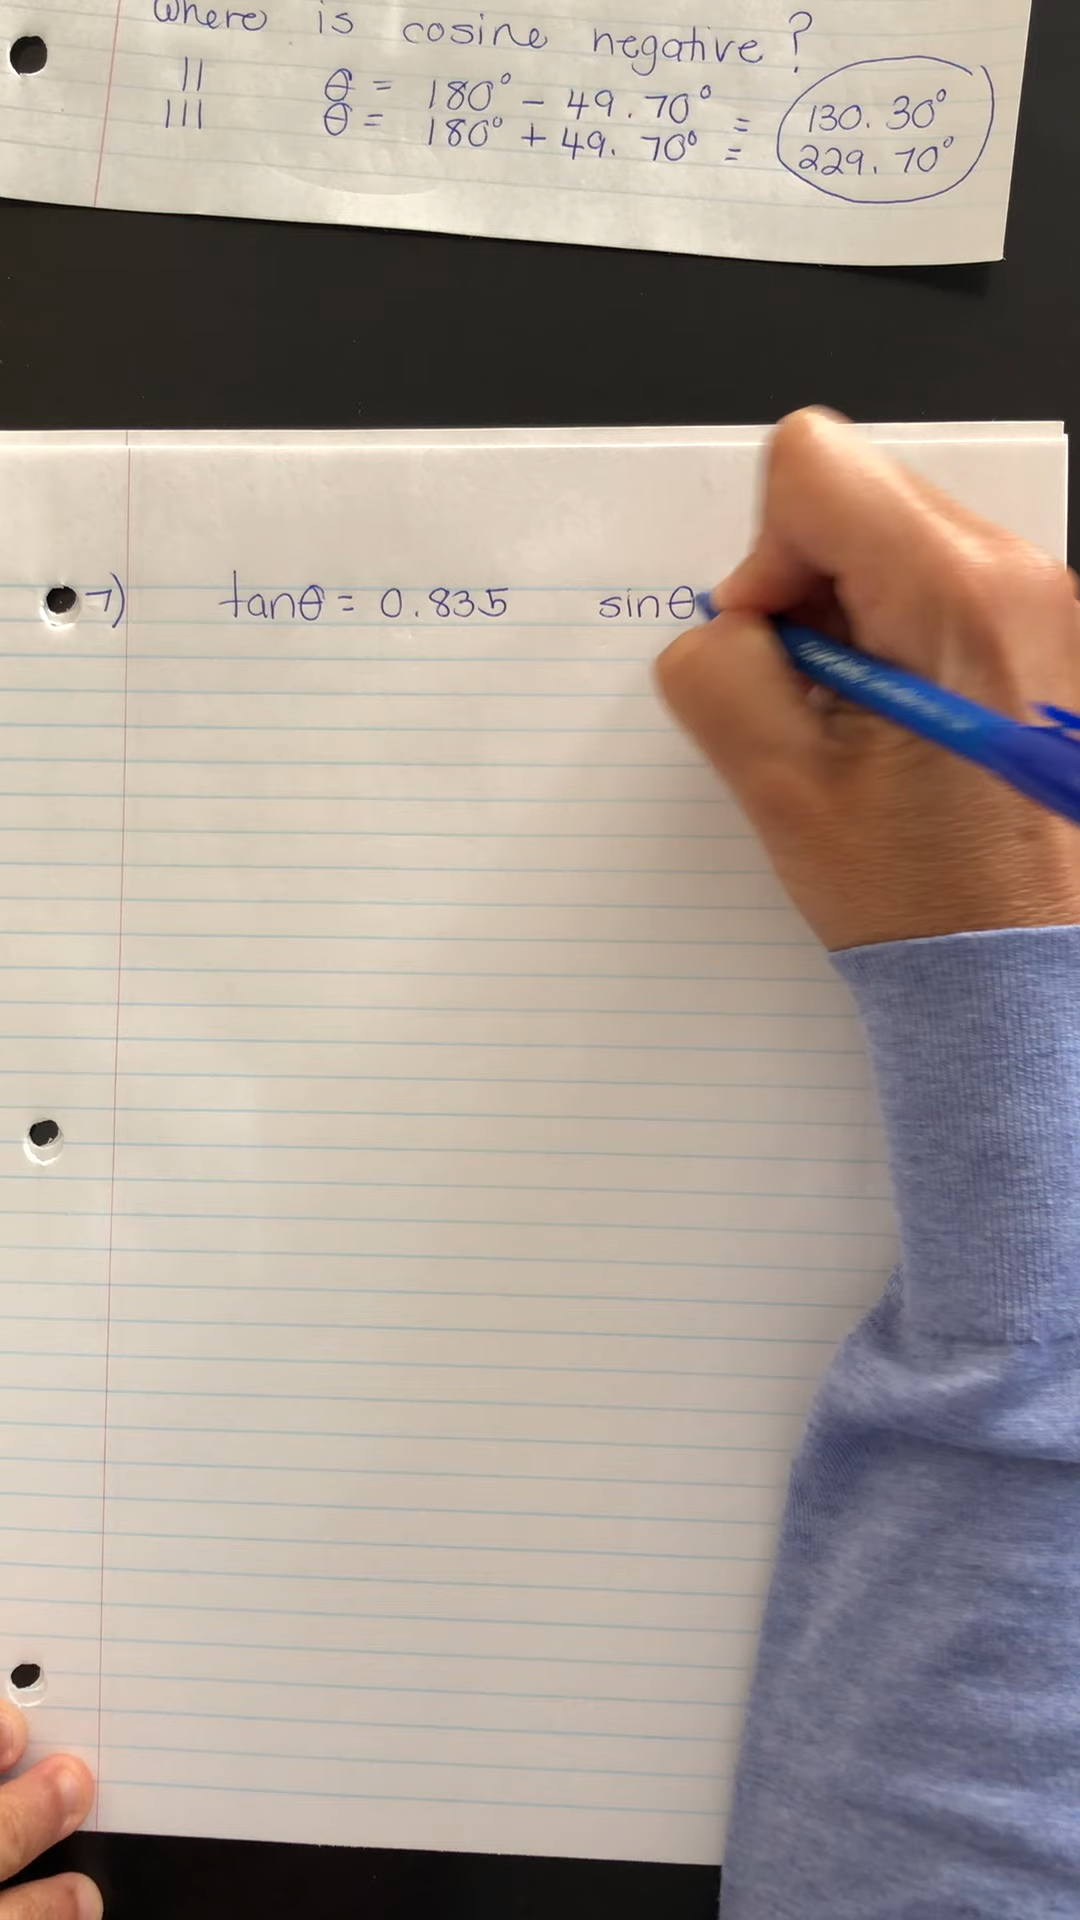 Where is cosine negative?
II θ = 180° - 49.70° = 130.30°
III θ = 180° + 49.70° = 229.70°
7) tanθ = 0.835 sinθ